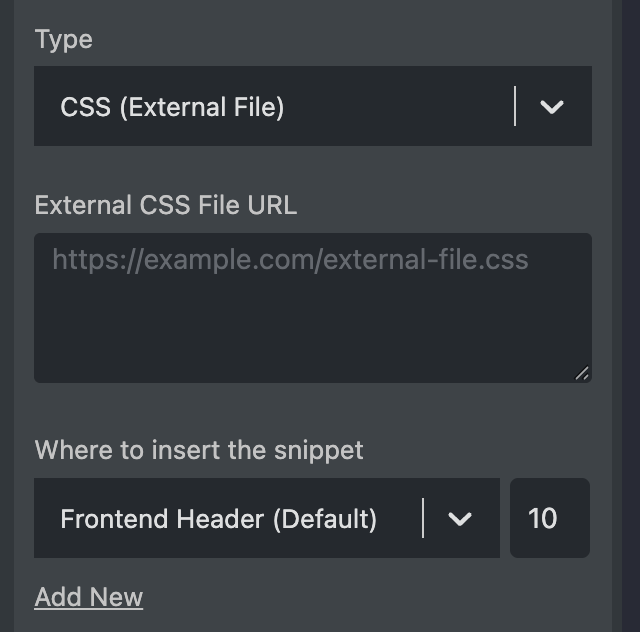 Type
CSS (External File)
External CSS File URL
https://example.com/external-file.css
Where to insert the snippet
Frontend Header (Default)
10
Add New